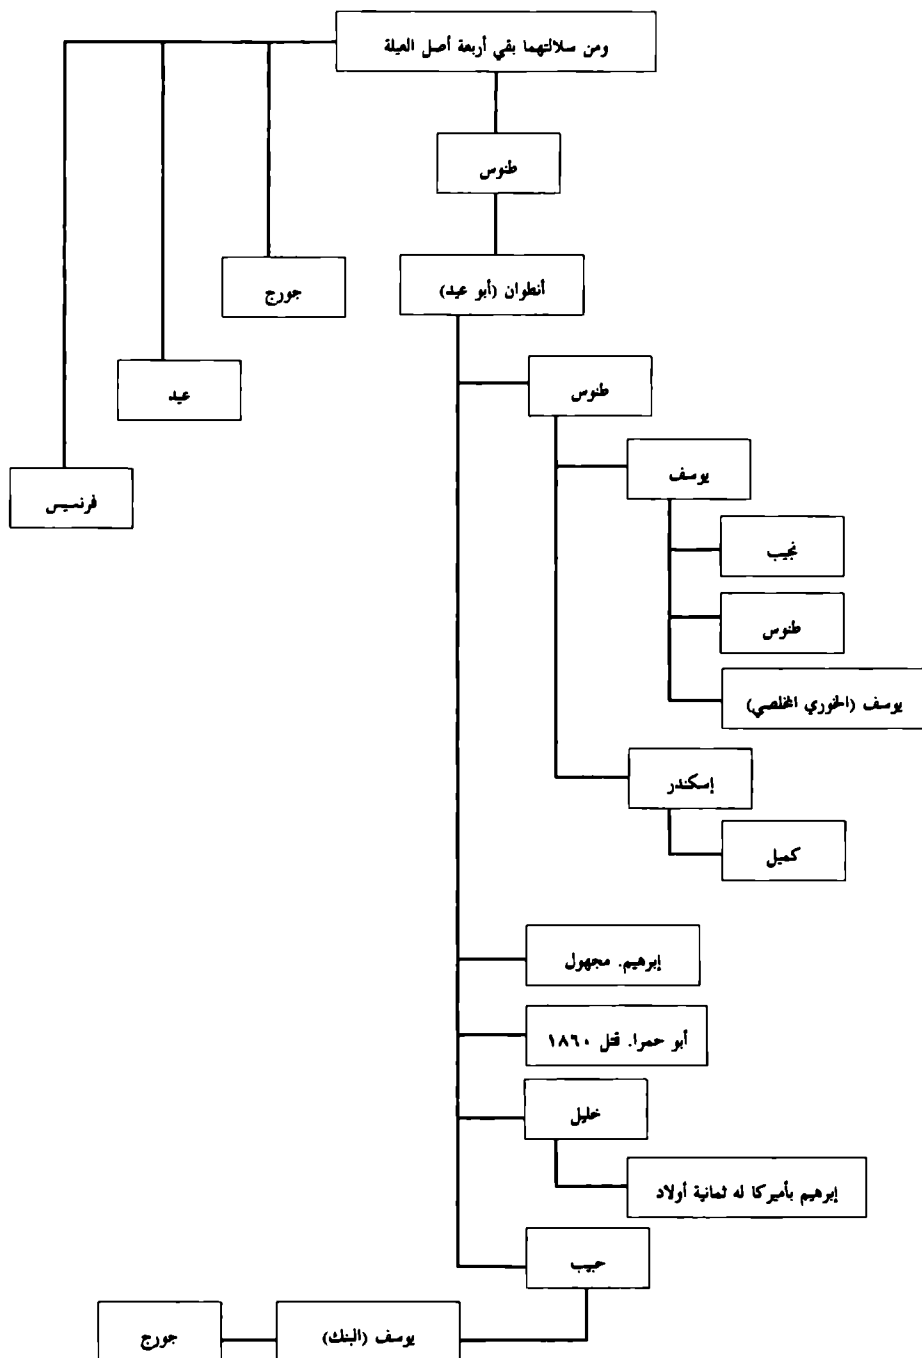 ومن سلالتهما بقي أربعة أصل العيلة
طنوس
جورج
أنطوان (أبو عيد)
عيد
طنوس
فرنسيس
يوسف
نجيب
طنوس
يوسف (الخوري المخلصي)
إسكندر
كميل
إبرهيم. مجهول
أبو حمرا. قتل ١٨٦٠
خليل
إبرهيم بأميركا له ثمانية أولاد
حبيب
يوسف (البنك)
جورج